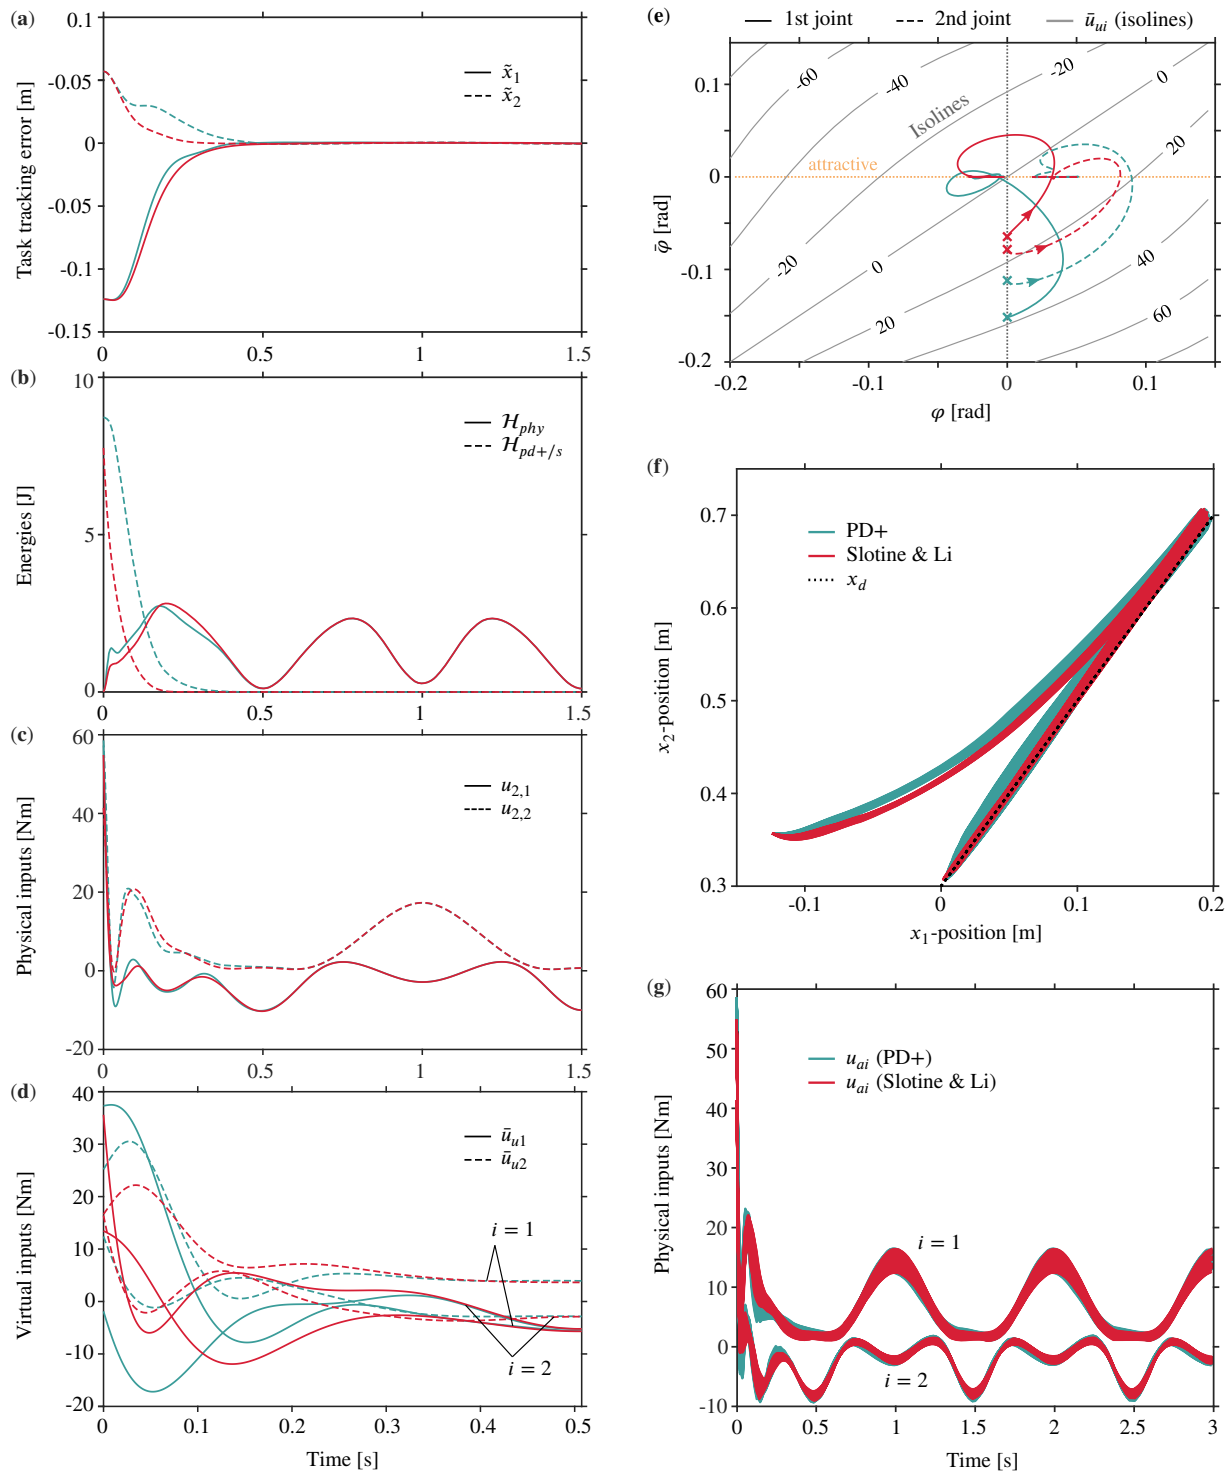 (a)
0.1
-0.05
0
-0.05
-0.1
-0.15
Task tracking error [m]
x̃1
x̃2
0 0.5 1 1.5
(b)
10
5
0
Energies [J]
ℋphy
ℋpd+/s
0 0.5 1 1.5
(c)
60
40
20
0
-20
Physical inputs [Nm]
u2,1
u2,2
0 0.5 1 1.5
(d)
40
30
20
10
0
-10
-20
Virtual inputs [Nm]
ūu1
ūu2
i = 1
i = 2
0 0.1 0.2 0.3 0.4 0.5
Time [s]
(e)
1st joint 2nd joint ūui (isolines)
0.1
0
-0.1
-0.2
φ̄ [rad]
-60
-40
-20
0
20
Isolines
attractive
-20
0
20
40
60
-0.2 -0.1 0 0.1
φ [rad]
(f)
0.7
0.6
0.5
0.4
0.3
x2-position [m]
PD+
Slotine & Li
xd
-0.1 0 0.1 0.2
x1-position [m]
(g)
60
50
40
30
20
10
0
-10
Physical inputs [Nm]
uai (PD+)
uai (Slotine & Li)
i = 1
i = 2
0 0.5 1 1.5 2 2.5 3
Time [s]